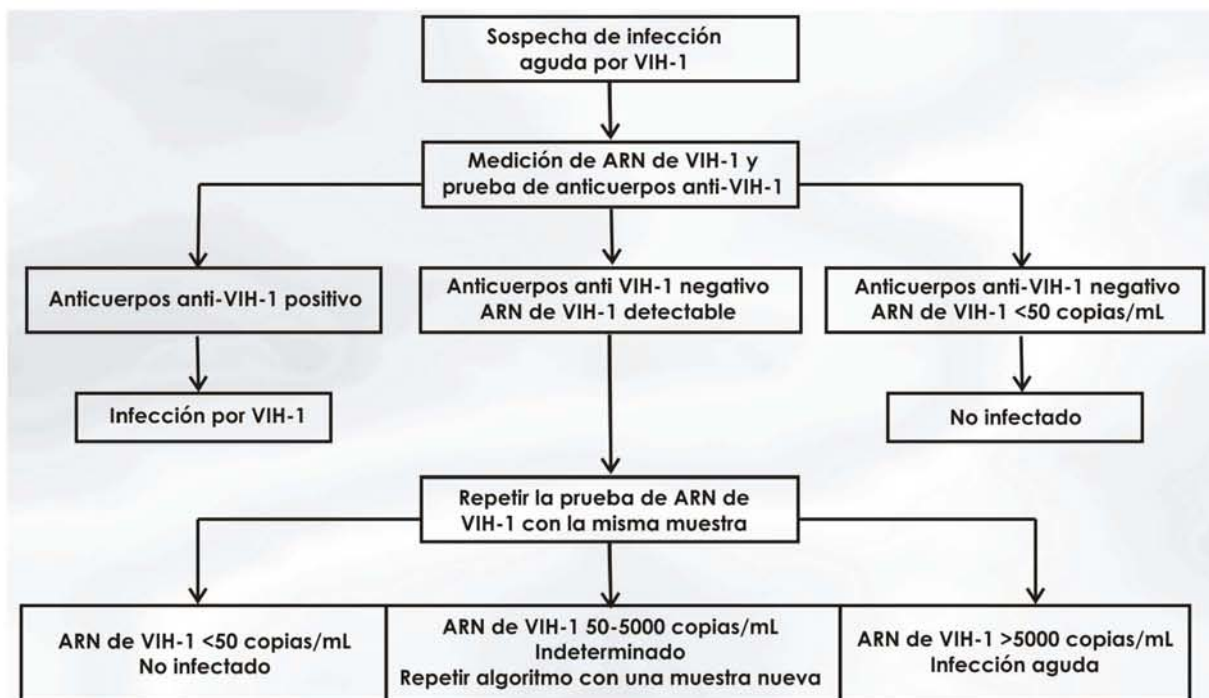 Sospecha de infección
aguda por VIH-1
Medición de ARN de VIH-1 y
prueba de anticuerpos anti-VIH-1
Anticuerpos anti-VIH-1 positivo
Anticuerpos anti VIH-1 negativo
ARN de VIH-1 detectable
Anticuerpos anti-VIH-1 negativo
ARN de VIH-1 <50 copias/mL
Infección por VIH-1
No infectado
Repetir la prueba de ARN de
VIH-1 con la misma muestra
ARN de VIH-1 <50 copias/mL
No infectado
ARN de VIH-1 50-5000 copias/mL
Indeterminado
Repetir algoritmo con una muestra nueva
ARN de VIH-1 >5000 copias/mL
Infección aguda